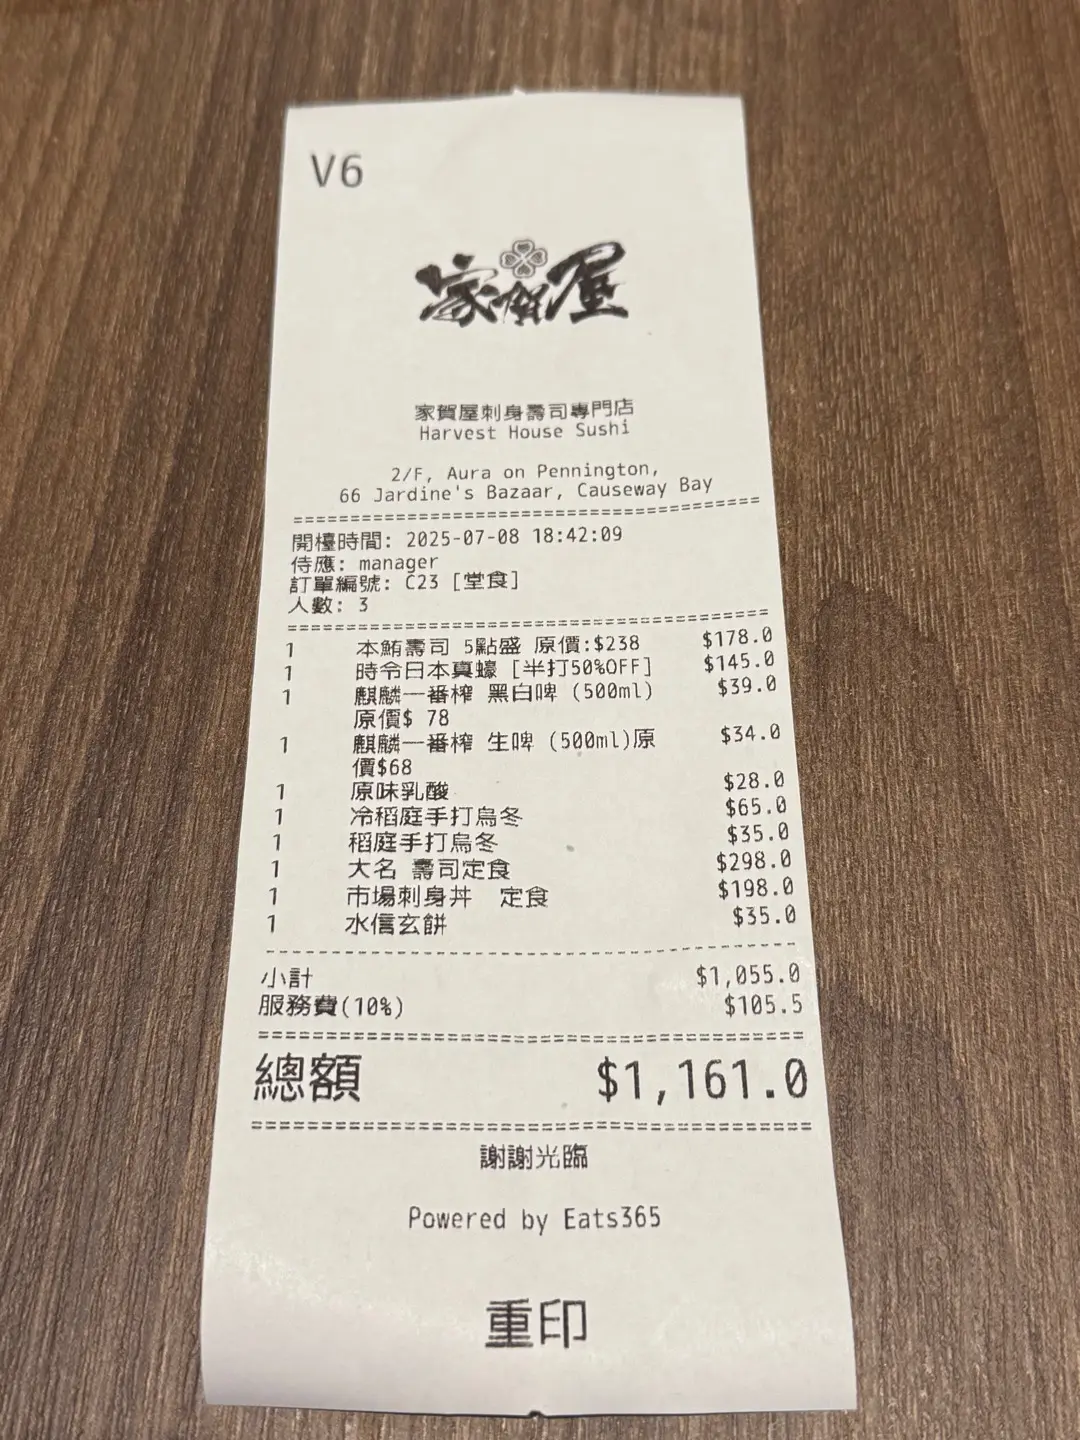 V6
家賀屋
家賀屋刺身壽司專門店
Harvest House Sushi
2/F, Aura on Pennington,
66 Jardine's Bazaar, Causeway Bay
========================================
開檯時間: 2025-07-08 18:42:09
侍應: manager
訂單編號: C23 [堂食]
人數: 3
========================================
1 本鮪壽司 5點盛 原價:$238 $178.0
1 時令日本真蠔 [半打50%OFF] $145.0
1 麒麟一番榨 黑白啤 (500ml) $39.0
原價$ 78
1 麒麟一番榨 生啤 (500ml)原 $34.0
價$68
1 原味乳酸 $28.0
1 冷稻庭手打烏冬 $65.0
1 稻庭手打烏冬 $35.0
1 大名 壽司定食 $298.0
1 市場刺身丼 定食 $198.0
1 水信玄餅 $35.0
----------------------------------------
小計 $1,055.0
服務費(10%) $105.5
========================================
總額 $1,161.0
========================================
謝謝光臨
Powered by Eats365
重印